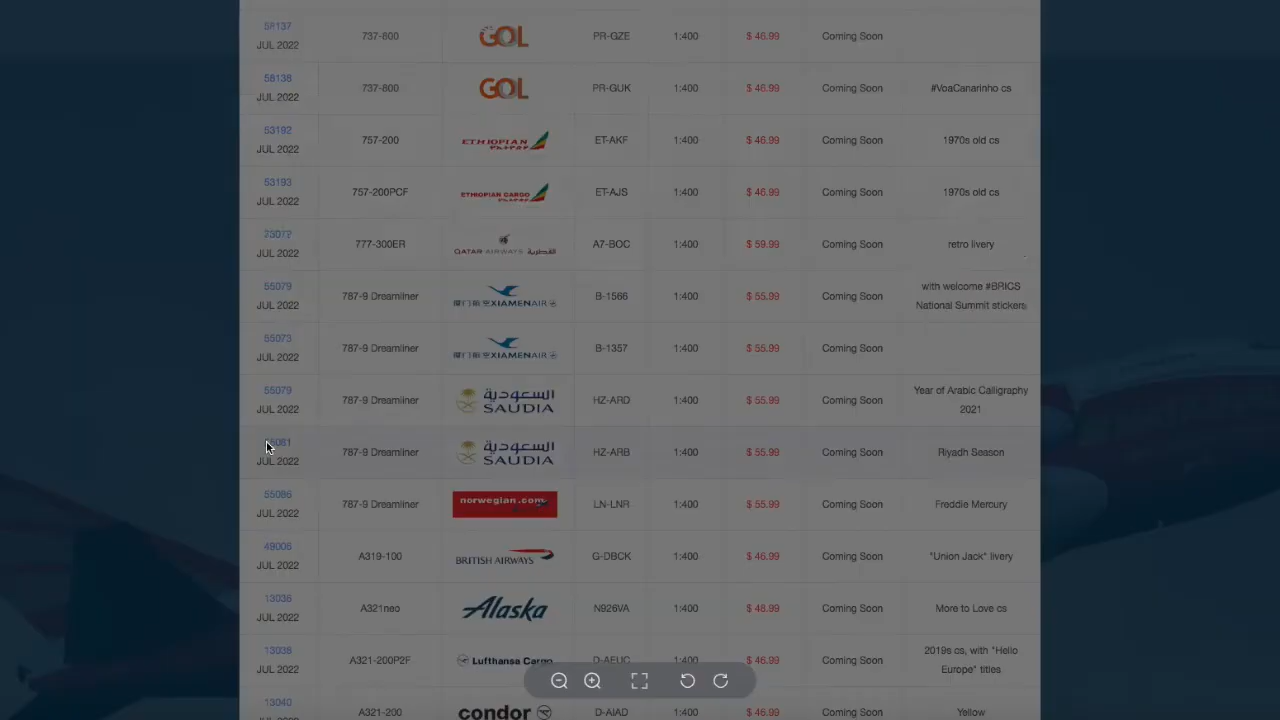 58137
JUL 2022
737-800
GOL
PR-GZE
1:400
$ 46.99
Coming Soon
58138
JUL 2022
737-800
GOL
PR-GUK
1:400
$ 46.99
Coming Soon
#VoaCanarinho cs
53192
JUL 2022
757-200
ETHIOPIAN
ET-AKF
1:400
$ 46.99
Coming Soon
1970s old cs
53193
JUL 2022
757-200PCF
ETHIOPIAN CARGO
ET-AJS
1:400
$ 46.99
Coming Soon
1970s old cs
JUL 2022
777-300ER
QATAR AIRWAYS القطرية
A7-BOC
1:400
$ 59.99
Coming Soon
retro livery
55079
JUL 2022
787-9 Dreamliner
XIAMENAIR
B-1566
1:400
$ 55.99
Coming Soon
with welcome #BRICS
National Summit stickers
55073
JUL 2022
787-9 Dreamliner
XIAMENAIR
B-1357
1:400
$ 55.99
Coming Soon
55079
JUL 2022
787-9 Dreamliner
السعودية
SAUDIA
HZ-ARD
1:400
$ 55.99
Coming Soon
Year of Arabic Calligraphy
2021
JUL 2022
787-9 Dreamliner
السعودية
SAUDIA
HZ-ARB
1:400
$ 55.99
Coming Soon
Riyadh Season
55086
JUL 2022
787-9 Dreamliner
norwegian.com
LN-LNR
1:400
$ 55.99
Coming Soon
Freddie Mercury
49006
JUL 2022
A319-100
BRITISH AIRWAYS
G-DBCK
1:400
$ 46.99
Coming Soon
"Union Jack" livery
13036
JUL 2022
A321neo
Alaska
N926VA
1:400
$ 48.99
Coming Soon
More to Love cs
13038
JUL 2022
A321-200P2F
Lufthansa Cargo
D-AEUC
1:400
$ 46.99
Coming Soon
2019s cs, with "Hello
Europe" titles
13040
A321-200
condor
D-AIAD
1:400
$ 46.99
Coming Soon
Yellow